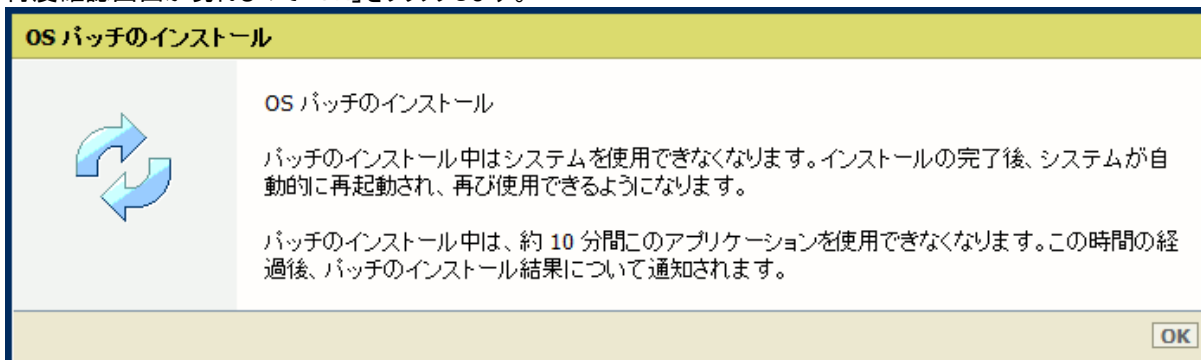 OS パッチのインストール
OS パッチのインストール
パッチのインストール中はシステムを使用できなくなります。インストールの完了後、システムが自
動的に再起動され、再び使用できるようになります。
パッチのインストール中は、約 10 分間このアプリケーションを使用できなくなります。この時間の経
過後、パッチのインストール結果について通知されます。
OK